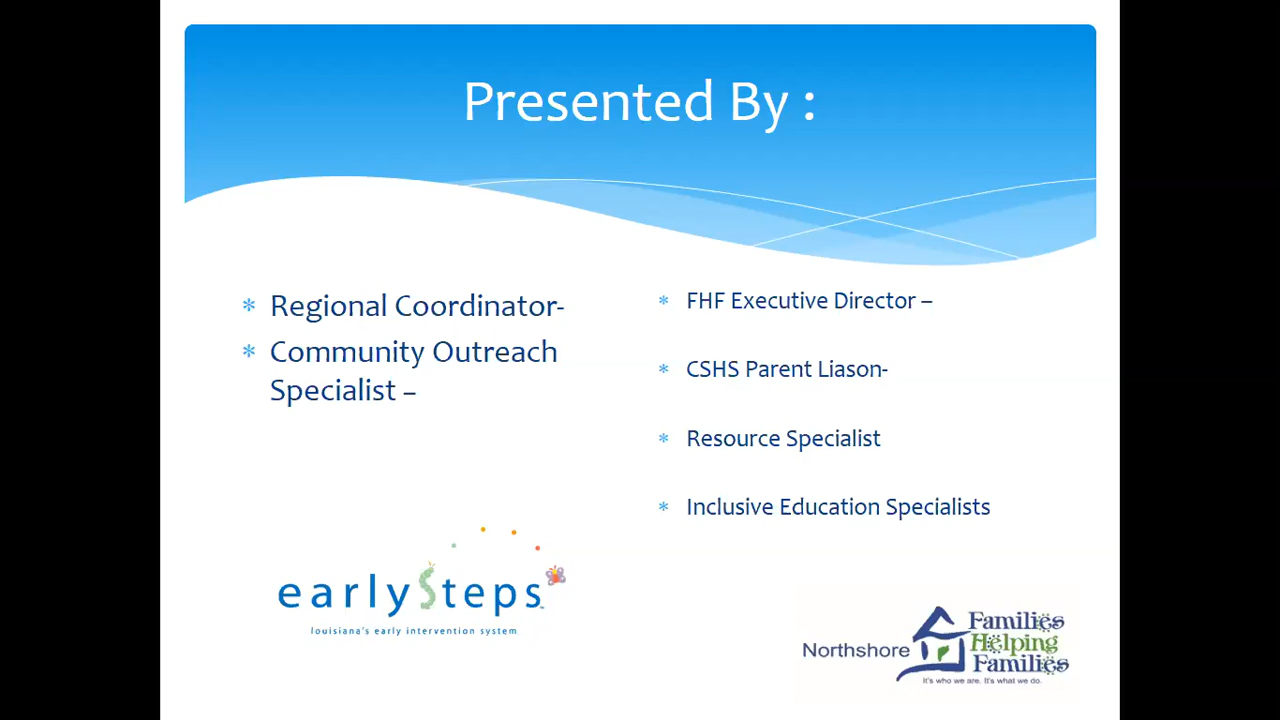 Presented By :
* Regional Coordinator-
* Community Outreach
Specialist –
* FHF Executive Director –
* CSHS Parent Liason-
* Resource Specialist
* Inclusive Education Specialists
earlySteps
louisiana's early intervention system
Northshore
Families
Helping
Families
It's who we are. It's what we do.